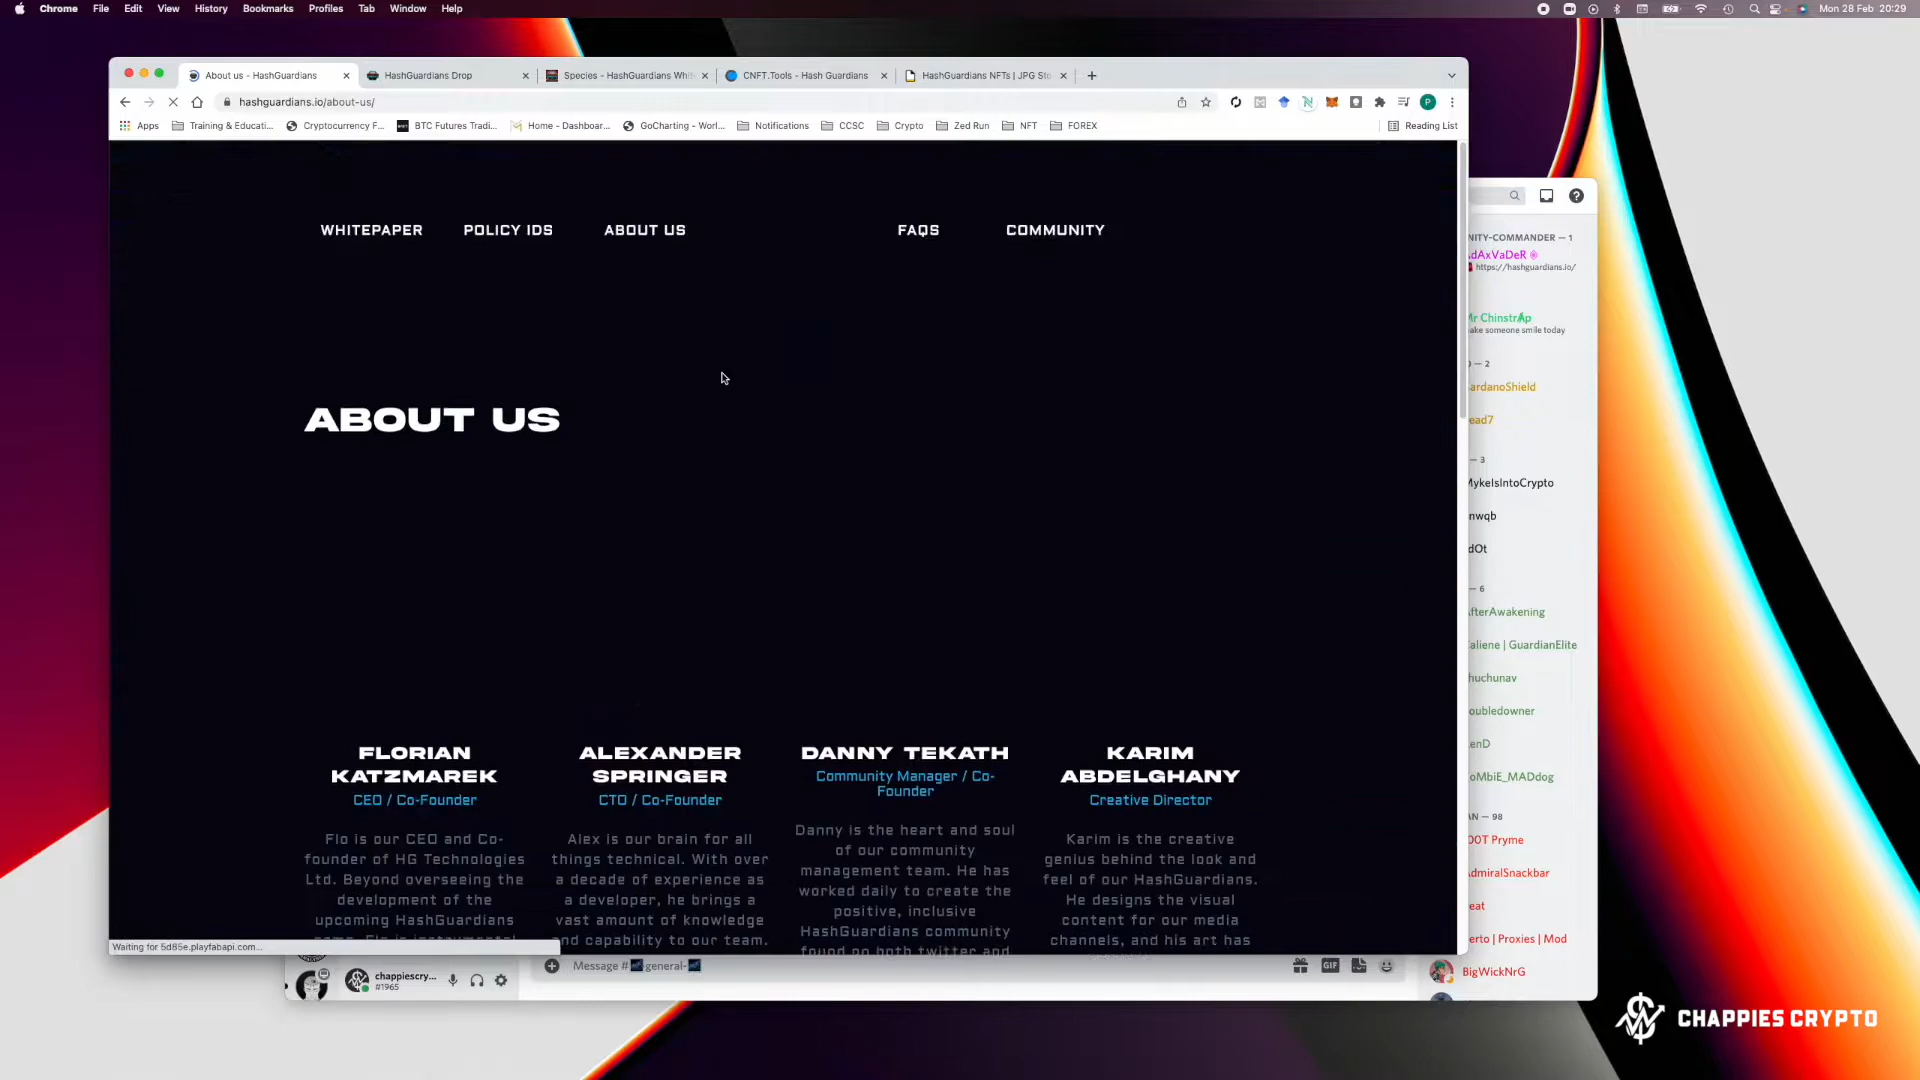 Chrome File Edit View History Bookmarks Profiles Tab Window Help Mon 28 Feb 20:29
About us - HashGuardians HashGuardians Drop Species - HashGuardians Whit CNFT.Tools - Hash Guardians HashGuardians NFTs | JPG Sto
hashguardians.io/about-us/
Apps Training & Educati... Cryptocurrency F... BTC Futures Tradi... Home - Dashboar... GoCharting - Worl... Notifications CCSC Crypto Zed Run NFT FOREX Reading List
WHITEPAPER POLICY IDS ABOUT US FAQS COMMUNITY
ABOUT US
FLORIAN
KATZMAREK
CEO / Co-Founder
Flo is our CEO and Co-
founder of HG Technologies
Ltd. Beyond overseeing the
development of the
upcoming HashGuardians
ALEXANDER
SPRINGER
CTO / Co-Founder
Alex is our brain for all
things technical. With over
a decade of experience as
a developer, he brings a
vast amount of knowledge
and capability to our team.
DANNY TEKATH
Community Manager / Co-
Founder
Danny is the heart and soul
of our community
management team. He has
worked daily to create the
positive, inclusive
HashGuardians community
found on both twitter and
KARIM
ABDELGHANY
Creative Director
Karim is the creative
genius behind the look and
feel of our HashGuardians.
He designs the visual
content for our media
channels, and his art has
Waiting for 5d85e.playfabapi.com...
NITY-COMMANDER — 1
dAxVaDeR
https://hashguardians.io/
Mr ChinstrAp
ake someone smile today
— 2
ardanoShield
ead7
— 3
MykeIsIntoCrypto
nwqb
dOt
— 6
AfterAwakening
aliene | GuardianElite
huchunav
oubledowner
enD
oMbiE_MADdog
AN — 98
OOT Pryme
AdmiralSnackbar
eat
erto | Proxies | Mod
BigWickNrG
chappiescry...
#1965
Message # general-
GIF
CHAPPIES CRYPTO